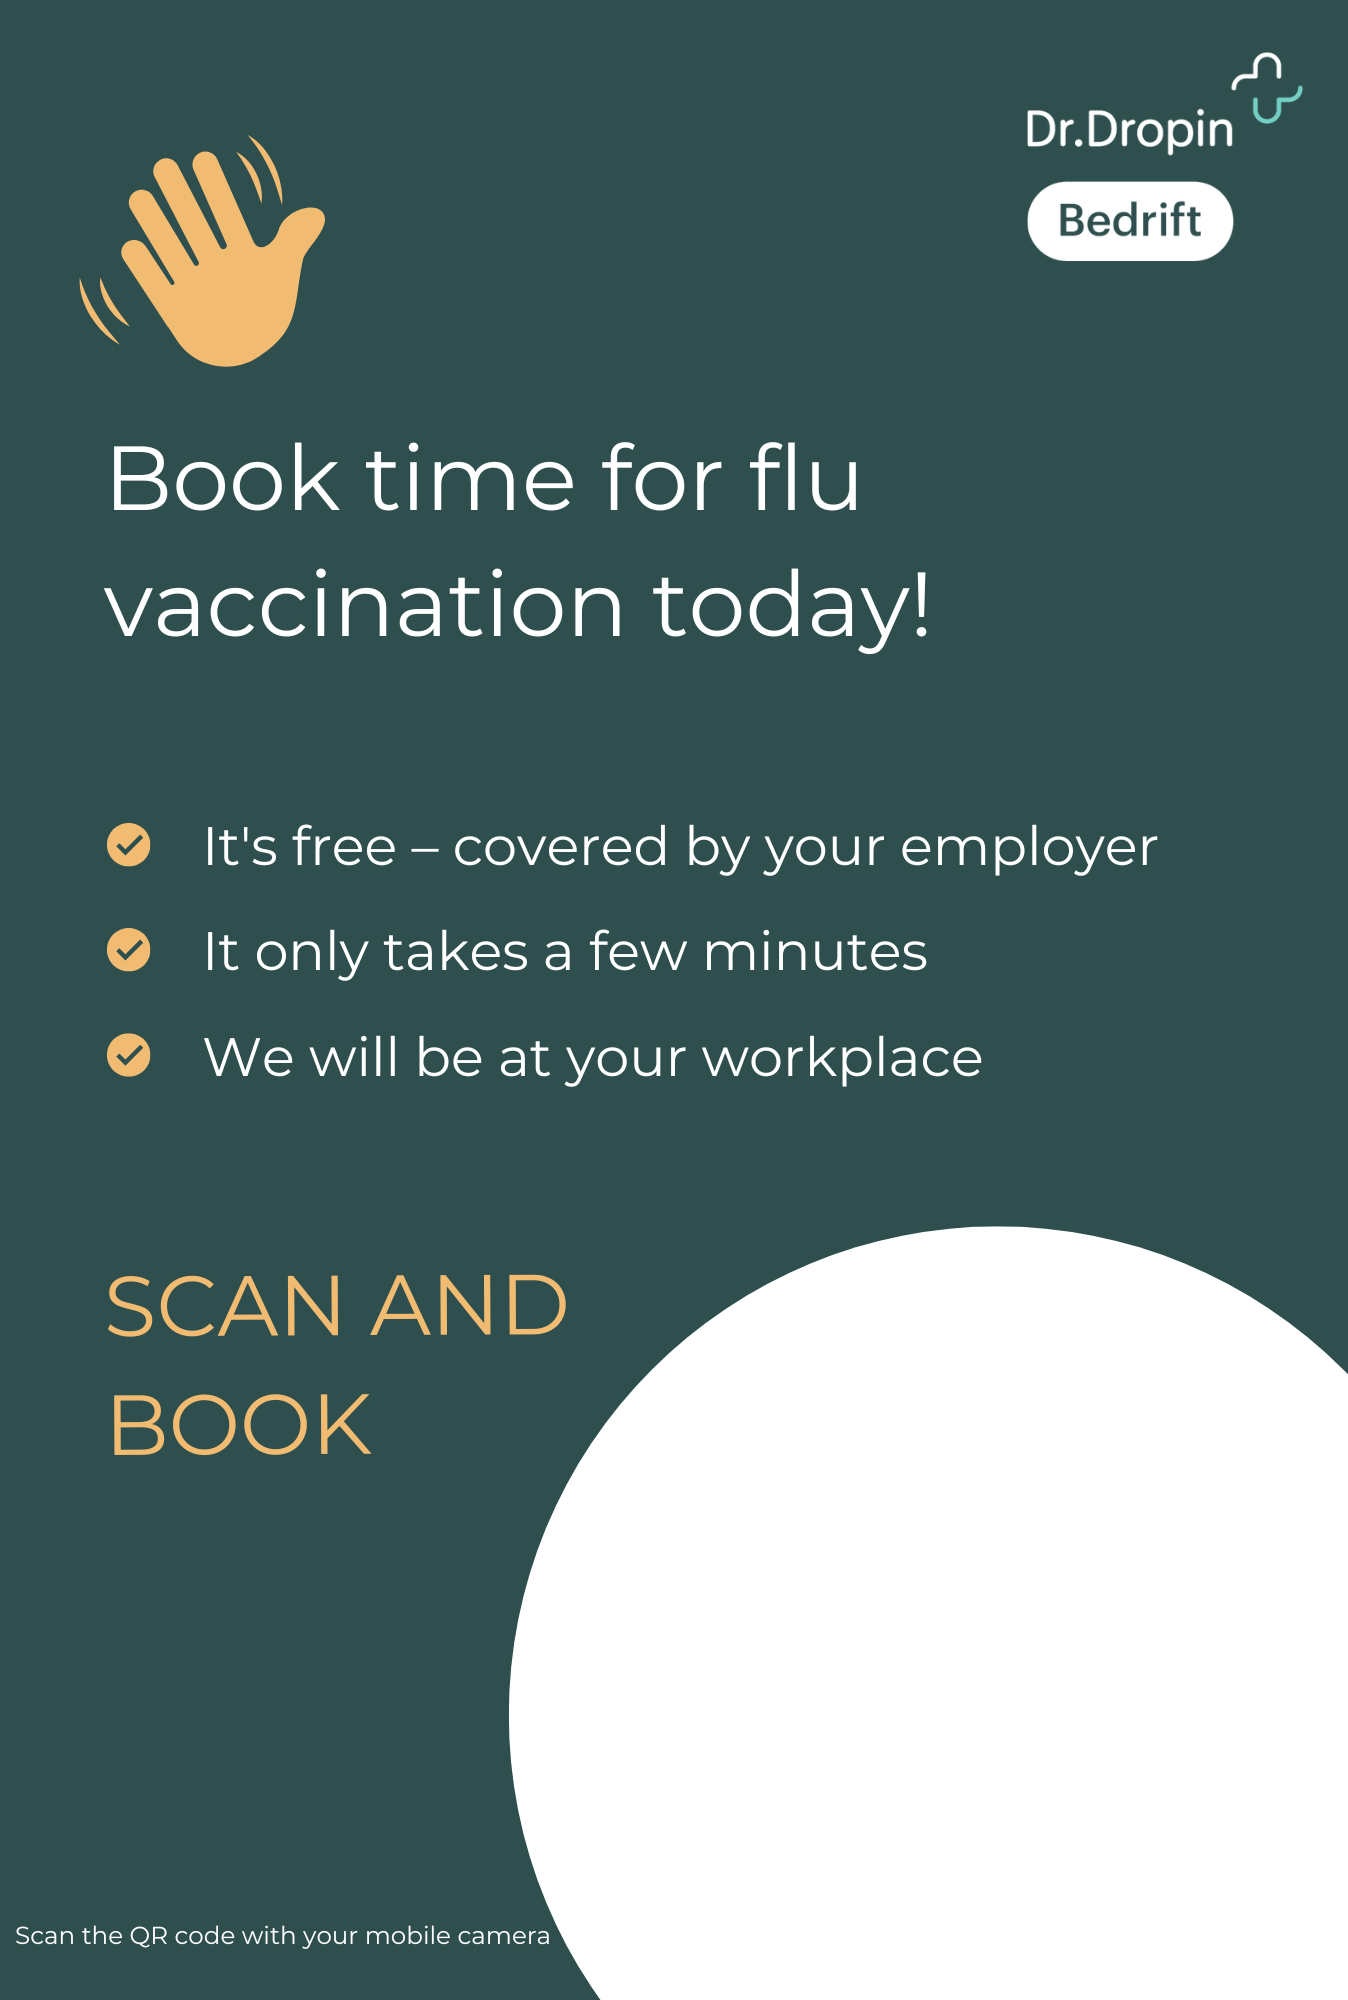 Dr.Dropin
Bedrift
Book time for flu
vaccination today!
It's free – covered by your employer
It only takes a few minutes
We will be at your workplace
SCAN AND
BOOK
Scan the QR code with your mobile camera